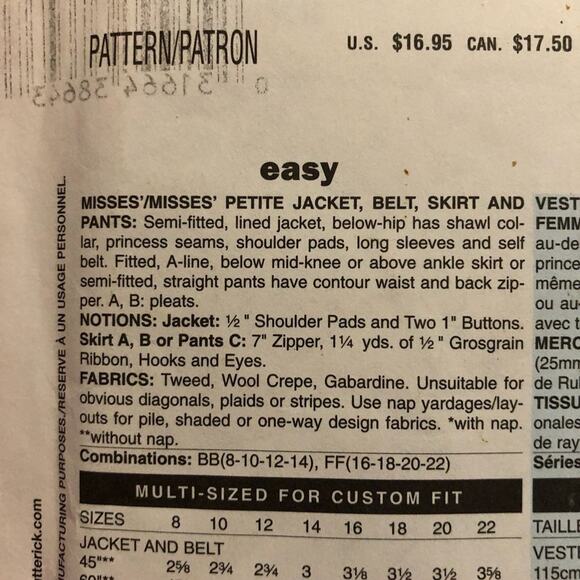 PATTERN/PATRON
U.S. $16.95 CAN. $17.50
0 31664 38643
easy
MISSES'/MISSES' PETITE JACKET, BELT, SKIRT AND
PANTS: Semi-fitted, lined jacket, below-hip has shawl col-
lar, princess seams, shoulder pads, long sleeves and self
belt. Fitted, A-line, below mid-knee or above ankle skirt or
semi-fitted, straight pants have contour waist and back zip-
per. A, B: pleats.
NOTIONS: Jacket: ½ " Shoulder Pads and Two 1" Buttons.
Skirt A, B or Pants C: 7" Zipper, 1¼ yds. of ½ " Grosgrain
Ribbon, Hooks and Eyes.
FABRICS: Tweed, Wool Crepe, Gabardine. Unsuitable for
obvious diagonals, plaids or stripes. Use nap yardages/lay-
outs for pile, shaded or one-way design fabrics. *with nap.
**without nap.
Combinations: BB(8-10-12-14), FF(16-18-20-22)
MULTI-SIZED FOR CUSTOM FIT
SIZES 8 10 12 14 16 18 20 22
JACKET AND BELT
45"** 2⅝ 2¾ 2¾ 3 3⅛ 3½ 3½ 3⅝
VEST
FEMM
au-de
prince
même
ou au-
avec t
MERC
(25mm
de Ru
TISSU
onales
de ray
Séries
TAILLE
VESTE
115cm
UFACTURING PURPOSES./RESERVÉ À UN USAGE PERSONNEL.
tterick.com